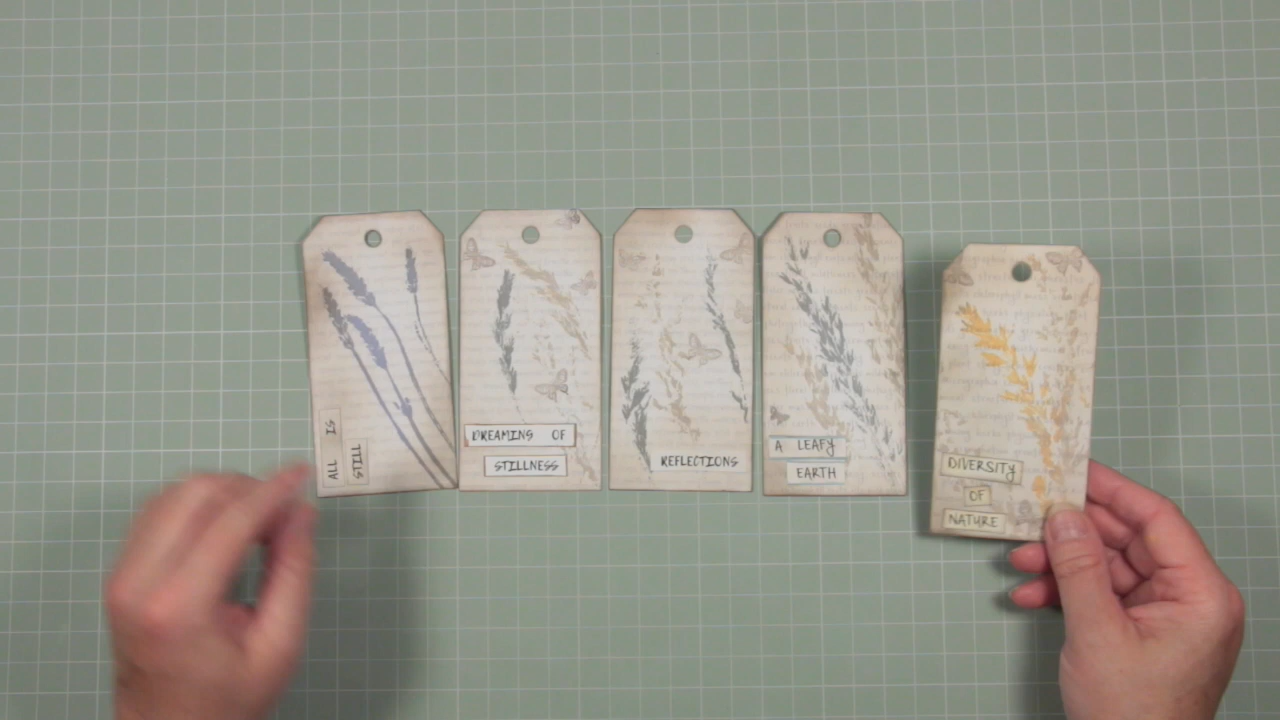 ALL IS
STILL
DREAMING OF
STILLNESS
REFLECTIONS
A LEAFY
EARTH
DIVERSITY
OF
NATURE